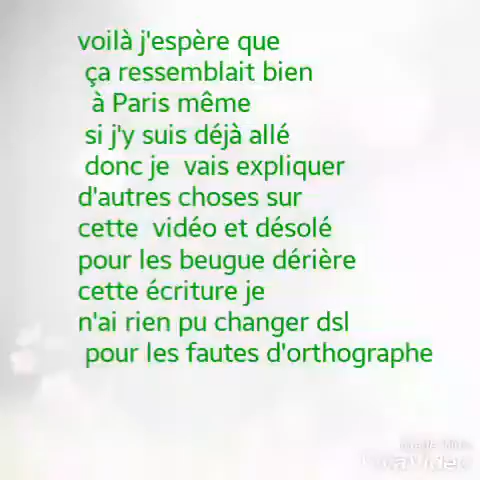 voilà j'espère que
ça ressemblait bien
à Paris même
si j'y suis déjà allé
donc je vais expliquer
d'autres choses sur
cette vidéo et désolé
pour les beugue dérière
cette écriture je
n'ai rien pu changer dsl
pour les fautes d'orthographe